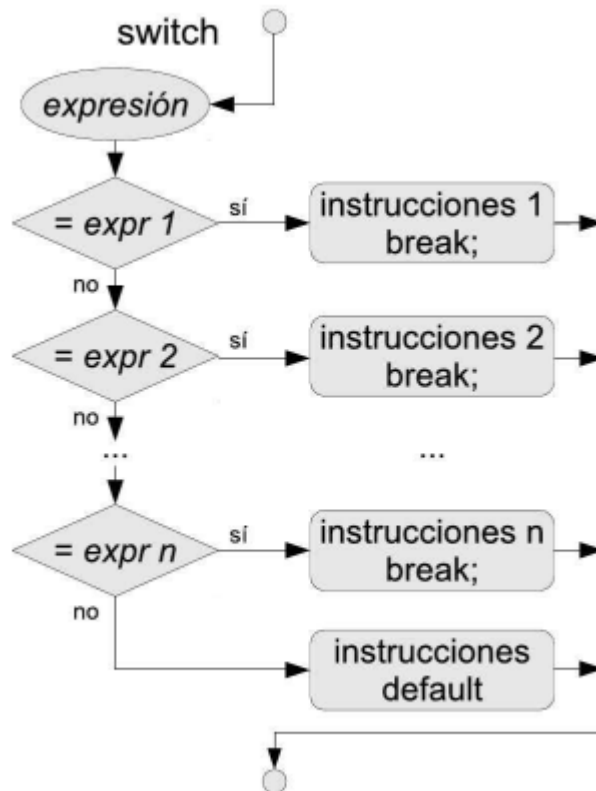 switch
expresión
= expr 1
sí
instrucciones 1
break;
no
= expr 2
sí
instrucciones 2
break;
no
...
...
= expr n
sí
instrucciones n
break;
no
instrucciones
default